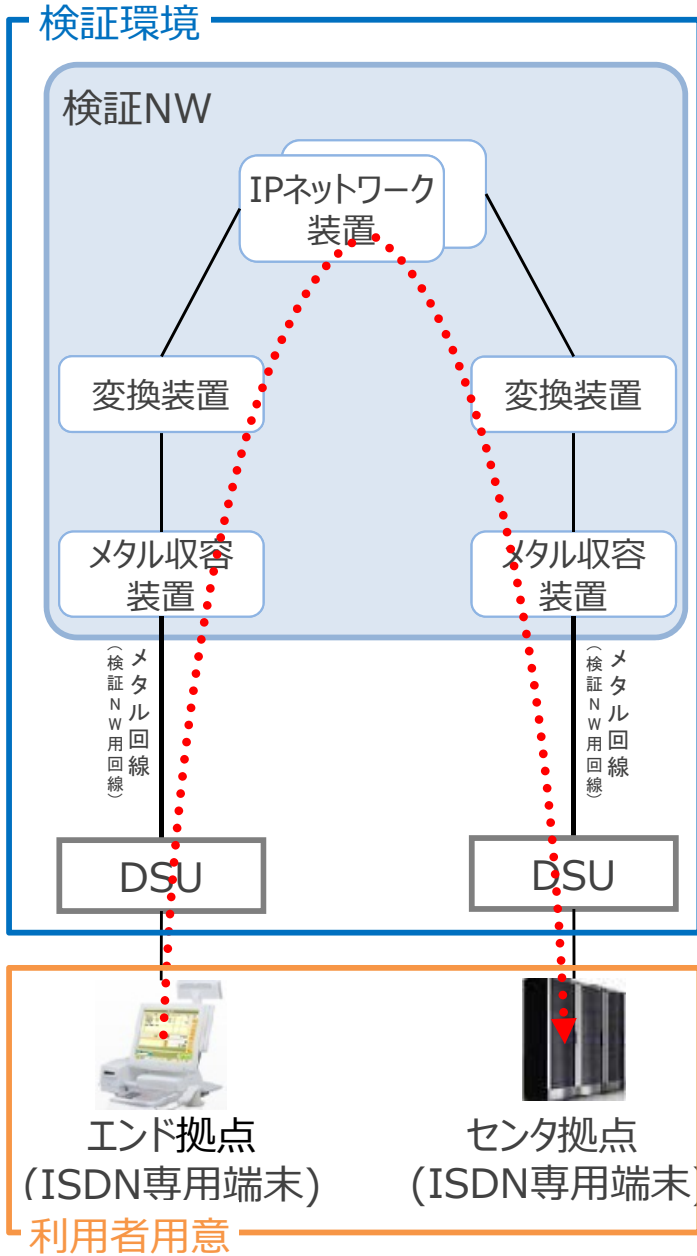 検証環境
検証NW
IPネットワーク
装置
変換装置
変換装置
メタル収容
装置
メタル収容
装置
メタル回線
（検証NW用回線）
メタル回線
（検証NW用回線）
DSU
DSU
エンド拠点
(ISDN専用端末)
センタ拠点
(ISDN専用端末)
利用者用意